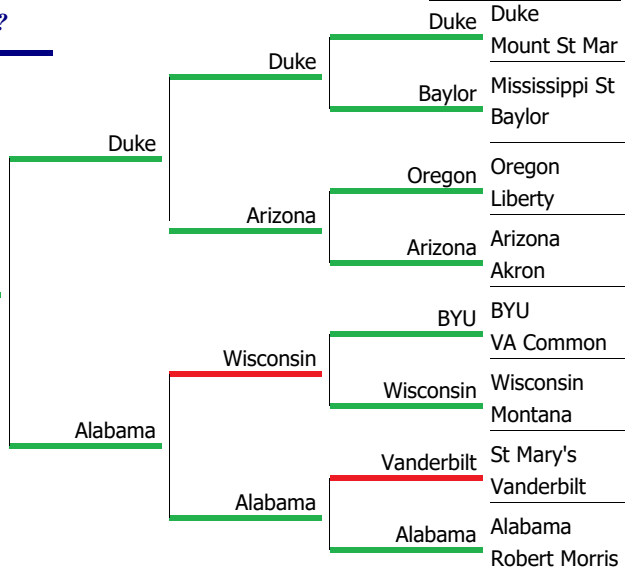 ?
Duke
Mount St Mar
Mississippi St
Baylor
Oregon
Liberty
Arizona
Akron
BYU
VA Common
Wisconsin
Montana
St Mary's
Vanderbilt
Alabama
Robert Morris
Duke
Baylor
Oregon
Arizona
BYU
Wisconsin
Vanderbilt
Alabama
Duke
Arizona
Wisconsin
Alabama
Duke
Alabama